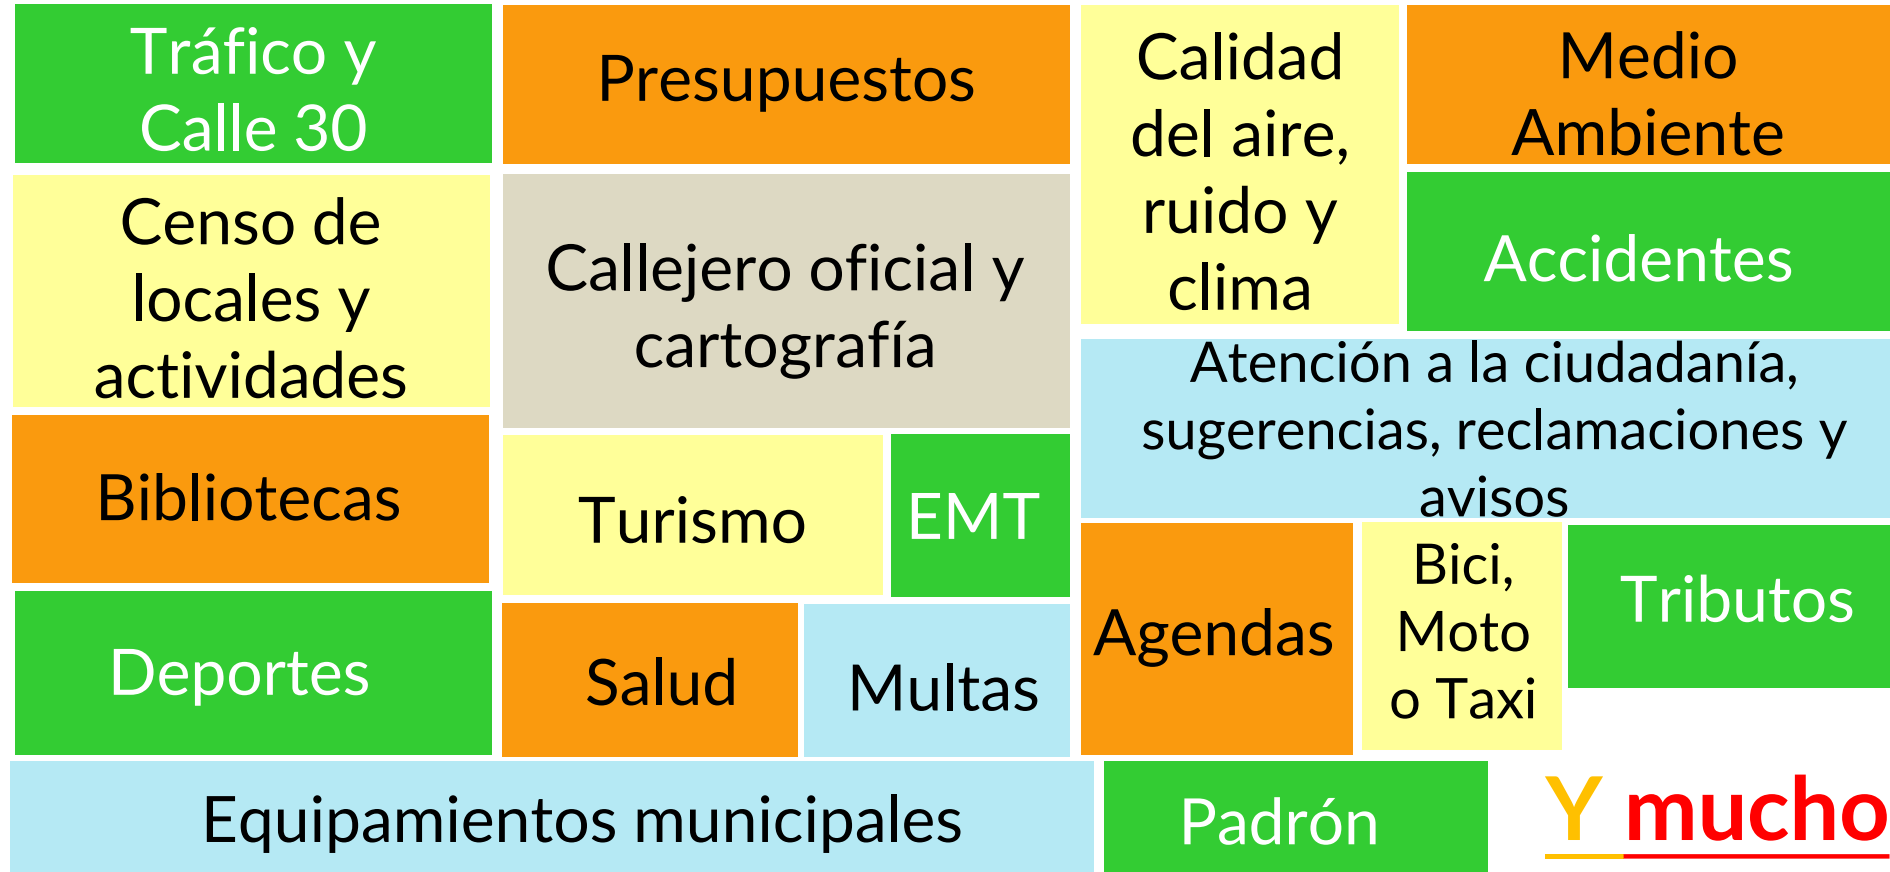 Tráfico y
Calle 30
Presupuestos
Calidad
del aire,
ruido y
clima
Medio
Ambiente
Censo de
locales y
actividades
Callejero oficial y
cartografía
Accidentes
Atención a la ciudadanía,
sugerencias, reclamaciones y
avisos
Bibliotecas
Turismo
EMT
Agendas
Bici,
Moto
o Taxi
Tributos
Deportes
Salud
Multas
Equipamientos municipales
Padrón
Y mucho